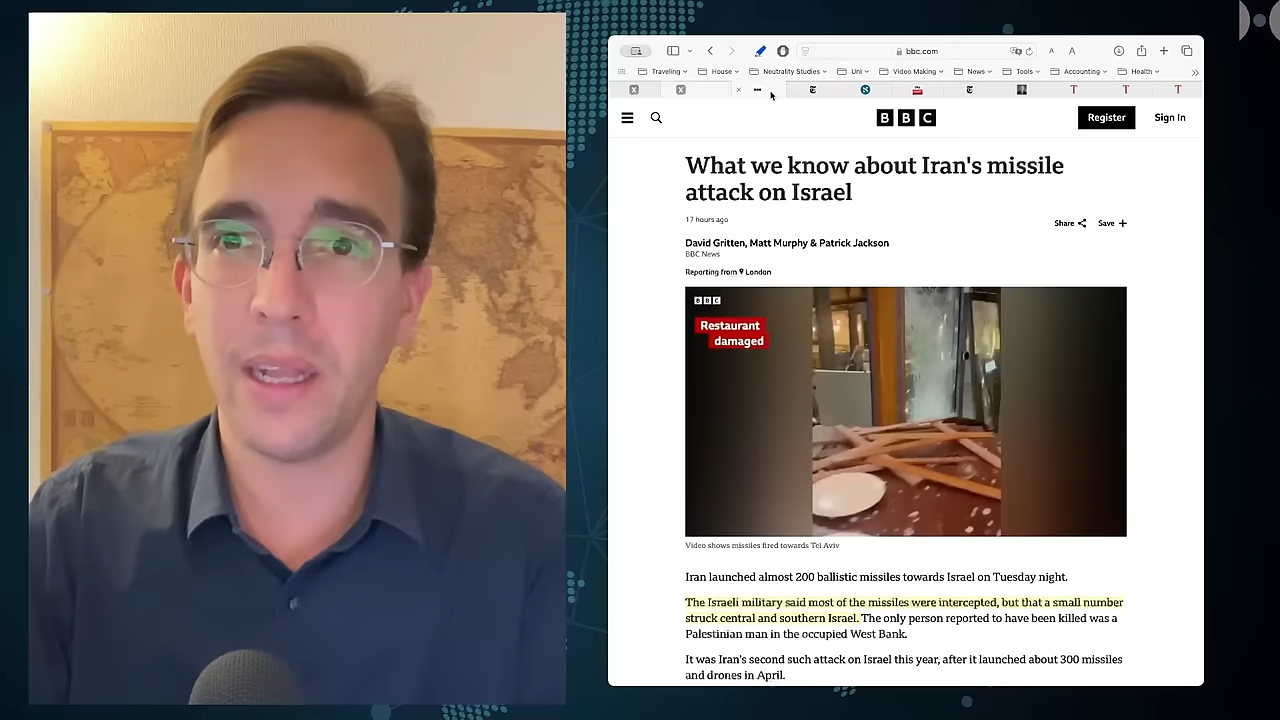 bbc.com
Traveling House Neutrality Studies Uni Video Making News Tools Accounting Health
BBC
Register
Sign In
What we know about Iran's missile
attack on Israel
17 hours ago
Share
Save
David Gritten, Matt Murphy & Patrick Jackson
BBC News
Reporting from London
BBC
Restaurant
damaged
Video shows missiles fired towards Tel Aviv
Iran launched almost 200 ballistic missiles towards Israel on Tuesday night.
The Israeli military said most of the missiles were intercepted, but that a small number
struck central and southern Israel. The only person reported to have been killed was a
Palestinian man in the occupied West Bank.
It was Iran's second such attack on Israel this year, after it launched about 300 missiles
and drones in April.